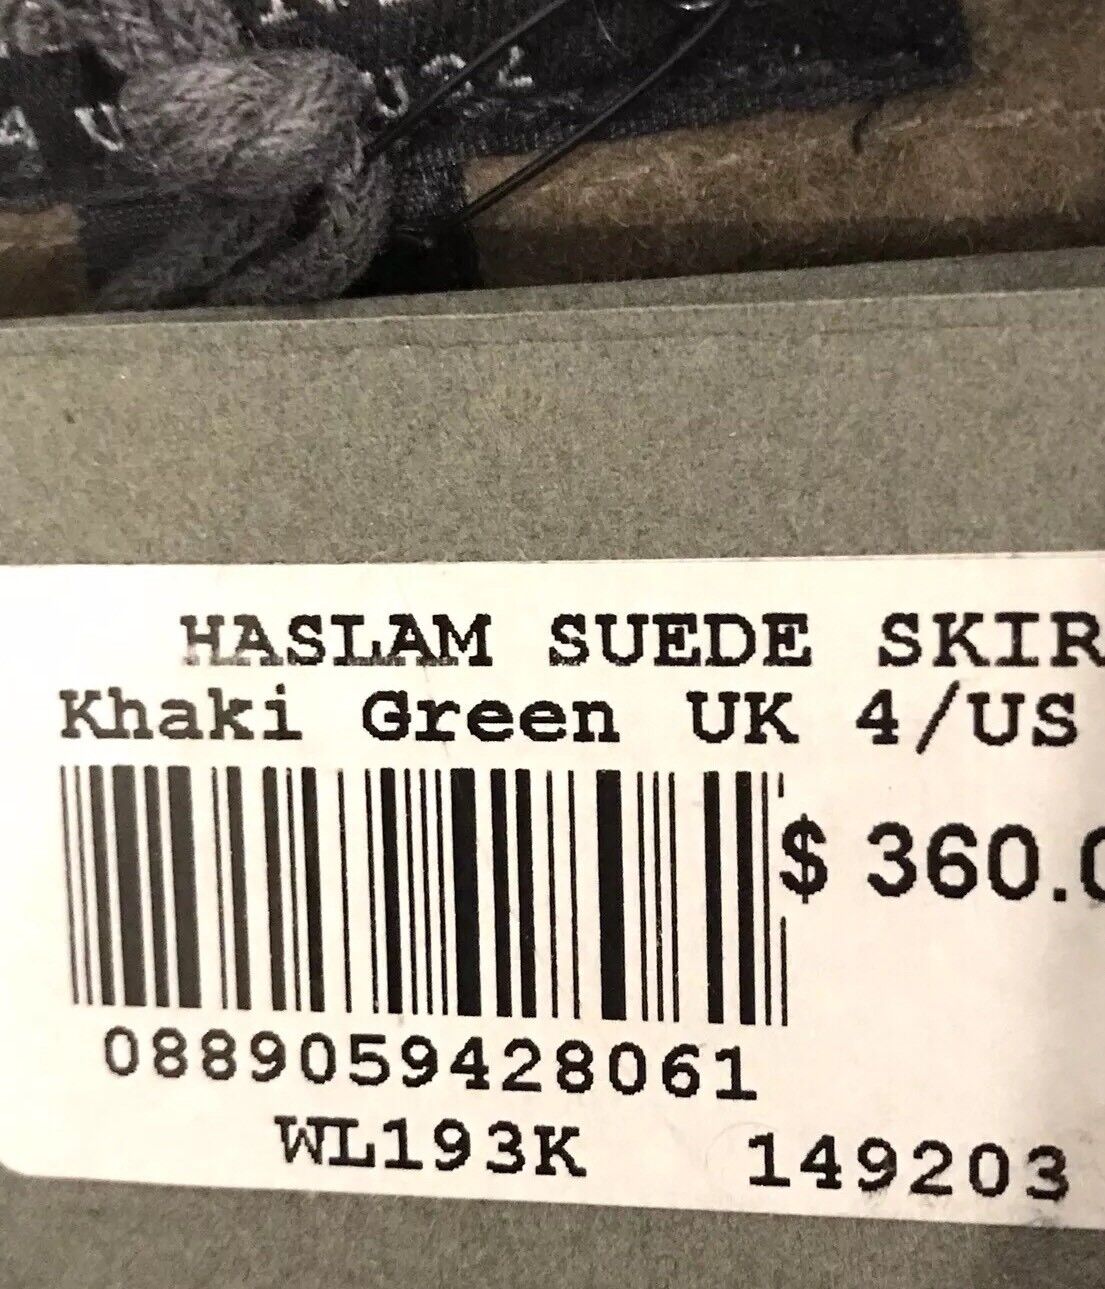 HASLAM SUEDE SKIR
Khaki Green UK 4/US
$ 360.0
0889059428061
WL193K 149203